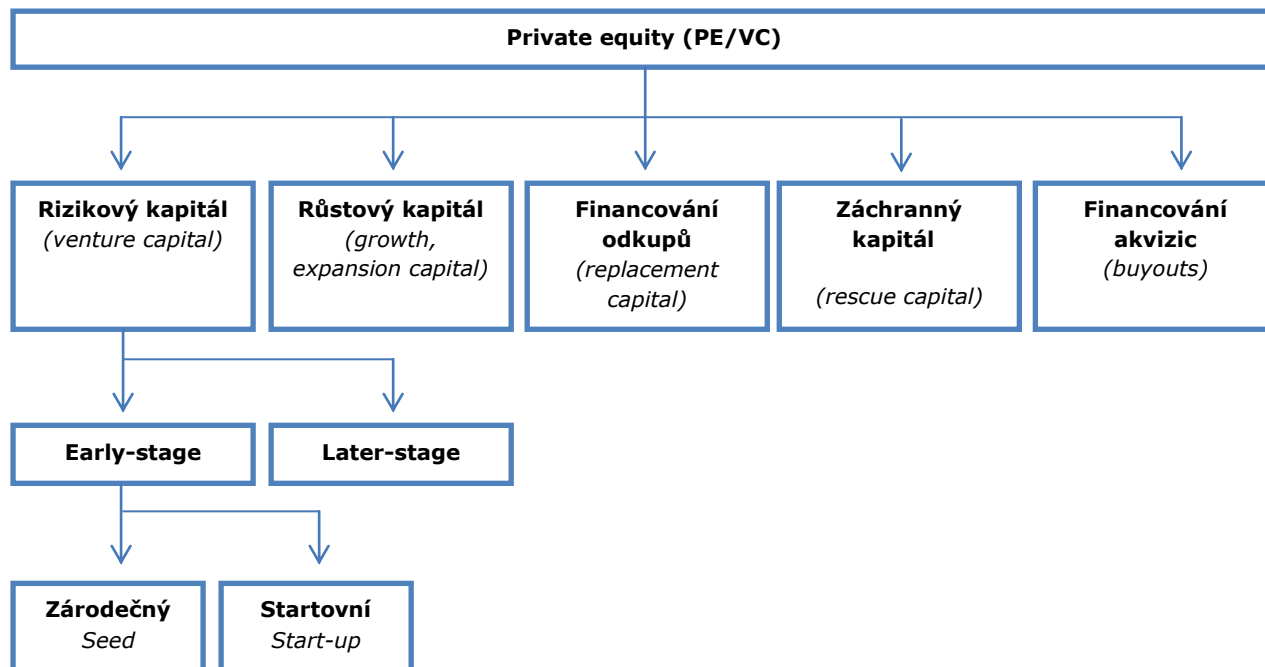 Private equity (PE/VC)
Rizikový kapitál
(venture capital)
Růstový kapitál
(growth,
expansion capital)
Financování
odkupů
(replacement
capital)
Záchranný
kapitál
(rescue capital)
Financování
akvizic
(buyouts)
Early-stage
Later-stage
Zárodečný
Seed
Startovní
Start-up